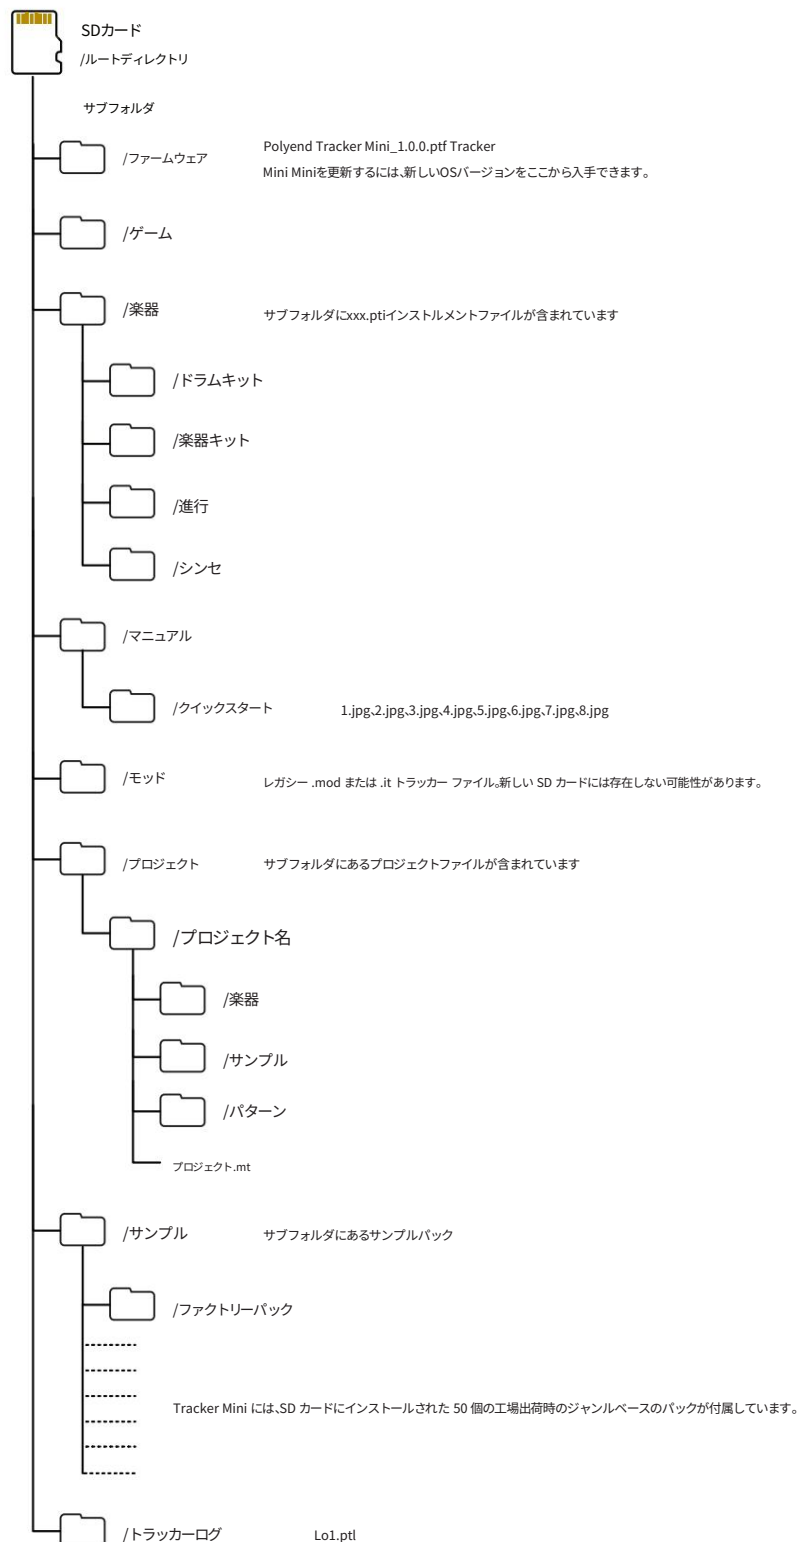 SDカード
/ルートディレクトリ
サブフォルダ
/ファームウェア
Polyend Tracker Mini_1.0.0.ptf Tracker
Mini Miniを更新するには、新しいOSバージョンをここから入手できます。
/ゲーム
/楽器
サブフォルダにxxx.ptiインストルメントファイルが含まれています
/ドラムキット
/楽器キット
/進行
/シンセ
/マニュアル
/クイックスタート
1.jpg、2.jpg、3.jpg、4.jpg、5.jpg、6.jpg、7.jpg、8.jpg
/モッド
レガシー .mod または .it トラッカー ファイル。新しい SD カードには存在しない可能性があります。
/プロジェクト
サブフォルダにあるプロジェクトファイルが含まれています
/プロジェクト名
/楽器
/サンプル
/パターン
プロジェクト.mt
/サンプル
サブフォルダにあるサンプルパック
/ファクトリーパック
Tracker Mini には、SD カードにインストールされた 50 個の工場出荷時のジャンルベースのパックが付属しています。
/トラッカーログ
Lo1.ptl